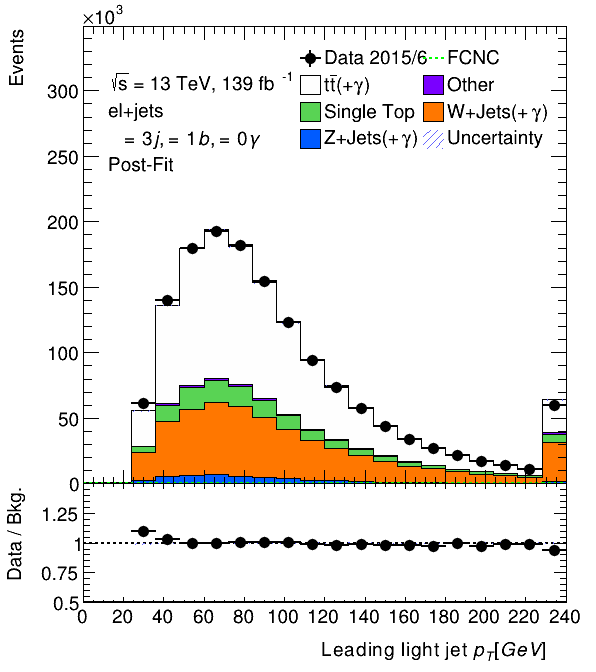 ×10³
Events
√s = 13 TeV, 139 fb ⁻¹
el+jets
= 3j, = 1b, = 0γ
Post-Fit
Data 2015/6 FCNC
tt̄(+γ) Other
Single Top W+Jets(+γ)
Z+Jets(+γ) Uncertainty
300
250
200
150
100
50
0
Data / Bkg.
1.25
1
0.75
0.5
0 20 40 60 80 100 120 140 160 180 200 220 240
Leading light jet p_T[GeV]